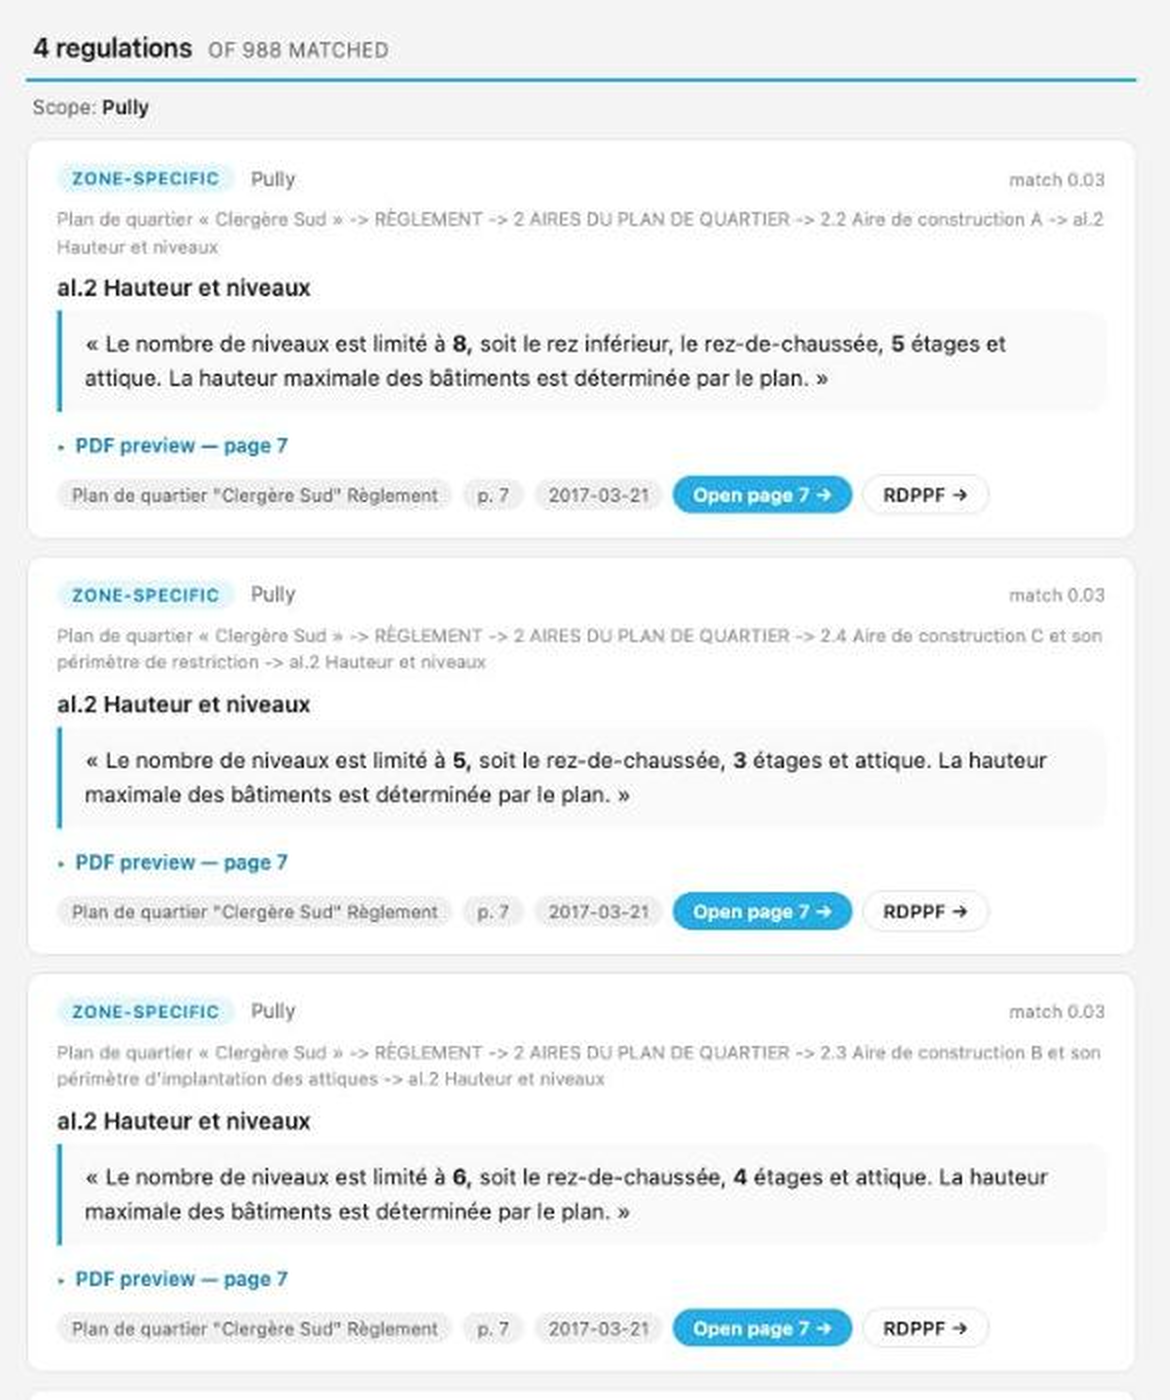 4 regulations OF 988 MATCHED
Scope: Pully
ZONE-SPECIFIC Pully match 0.03
Plan de quartier « Clergère Sud » -> RÈGLEMENT -> 2 AIRES DU PLAN DE QUARTIER -> 2.2 Aire de construction A -> al.2
Hauteur et niveaux
al.2 Hauteur et niveaux
« Le nombre de niveaux est limité à 8, soit le rez inférieur, le rez-de-chaussée, 5 étages et
attique. La hauteur maximale des bâtiments est déterminée par le plan. »
PDF preview — page 7
Plan de quartier "Clergère Sud" Règlement p. 7 2017-03-21 Open page 7 → RDPPF →
ZONE-SPECIFIC Pully match 0.03
Plan de quartier « Clergère Sud » -> RÈGLEMENT -> 2 AIRES DU PLAN DE QUARTIER -> 2.4 Aire de construction C et son
périmètre de restriction -> al.2 Hauteur et niveaux
al.2 Hauteur et niveaux
« Le nombre de niveaux est limité à 5, soit le rez-de-chaussée, 3 étages et attique. La hauteur
maximale des bâtiments est déterminée par le plan. »
PDF preview — page 7
Plan de quartier "Clergère Sud" Règlement p. 7 2017-03-21 Open page 7 → RDPPF →
ZONE-SPECIFIC Pully match 0.03
Plan de quartier « Clergère Sud » -> RÈGLEMENT -> 2 AIRES DU PLAN DE QUARTIER -> 2.3 Aire de construction B et son
périmètre d'implantation des attiques -> al.2 Hauteur et niveaux
al.2 Hauteur et niveaux
« Le nombre de niveaux est limité à 6, soit le rez-de-chaussée, 4 étages et attique. La hauteur
maximale des bâtiments est déterminée par le plan. »
PDF preview — page 7
Plan de quartier "Clergère Sud" Règlement p. 7 2017-03-21 Open page 7 → RDPPF →